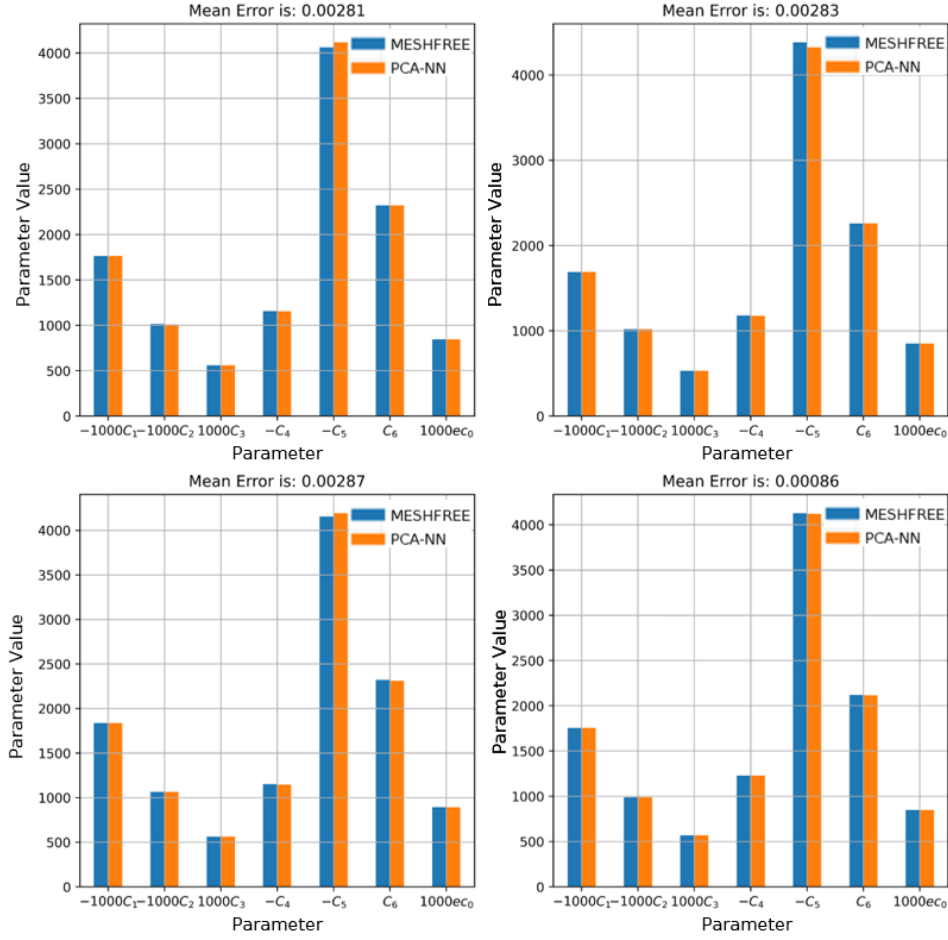 Mean Error is: 0.00281
MESHFREE
PCA-NN
Parameter Value
4000
3500
3000
2500
2000
1500
1000
500
0
−1000C₁ −1000C₂ 1000C₃ −C₄ −C₅ C₆ 1000ec₀
Parameter
Mean Error is: 0.00283
MESHFREE
PCA-NN
Parameter Value
4000
3000
2000
1000
0
−1000C₁ −1000C₂ 1000C₃ −C₄ −C₅ C₆ 1000ec₀
Parameter
Mean Error is: 0.00287
MESHFREE
PCA-NN
Parameter Value
4000
3500
3000
2500
2000
1500
1000
500
0
−1000C₁ −1000C₂ 1000C₃ −C₄ −C₅ C₆ 1000ec₀
Parameter
Mean Error is: 0.00086
MESHFREE
PCA-NN
Parameter Value
4000
3500
3000
2500
2000
1500
1000
500
0
−1000C₁ −1000C₂ 1000C₃ −C₄ −C₅ C₆ 1000ec₀
Parameter